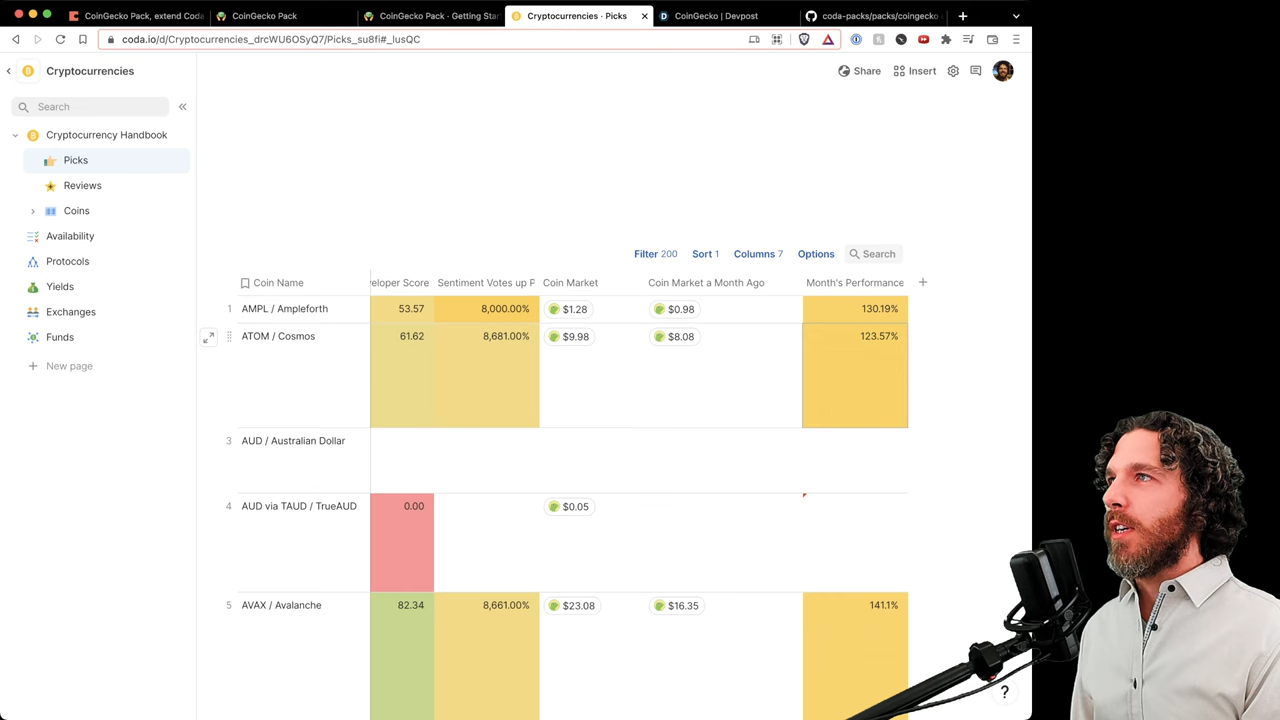 CoinGecko Pack, extend Coda
CoinGecko Pack
CoinGecko Pack - Getting Star
Cryptocurrencies · Picks
CoinGecko | Devpost
coda-packs/packs/coingecko
coda.io/d/Cryptocurrencies_drcWU6OSyQ7/Picks_su8fi#_lusQC
Cryptocurrencies
Share
Insert
Search
Cryptocurrency Handbook
Picks
Reviews
Coins
Availability
Protocols
Yields
Exchanges
Funds
New page
Filter 200
Sort 1
Columns 7
Options
Search
Coin Name
eloper Score
Sentiment Votes up P
Coin Market
Coin Market a Month Ago
Month's Performance
1 AMPL / Ampleforth 53.57 8,000.00% $1.28 $0.98 130.19%
ATOM / Cosmos 61.62 8,681.00% $9.98 $8.08 123.57%
3 AUD / Australian Dollar
4 AUD via TAUD / TrueAUD 0.00 $0.05
5 AVAX / Avalanche 82.34 8,661.00% $23.08 $16.35 141.1%
?